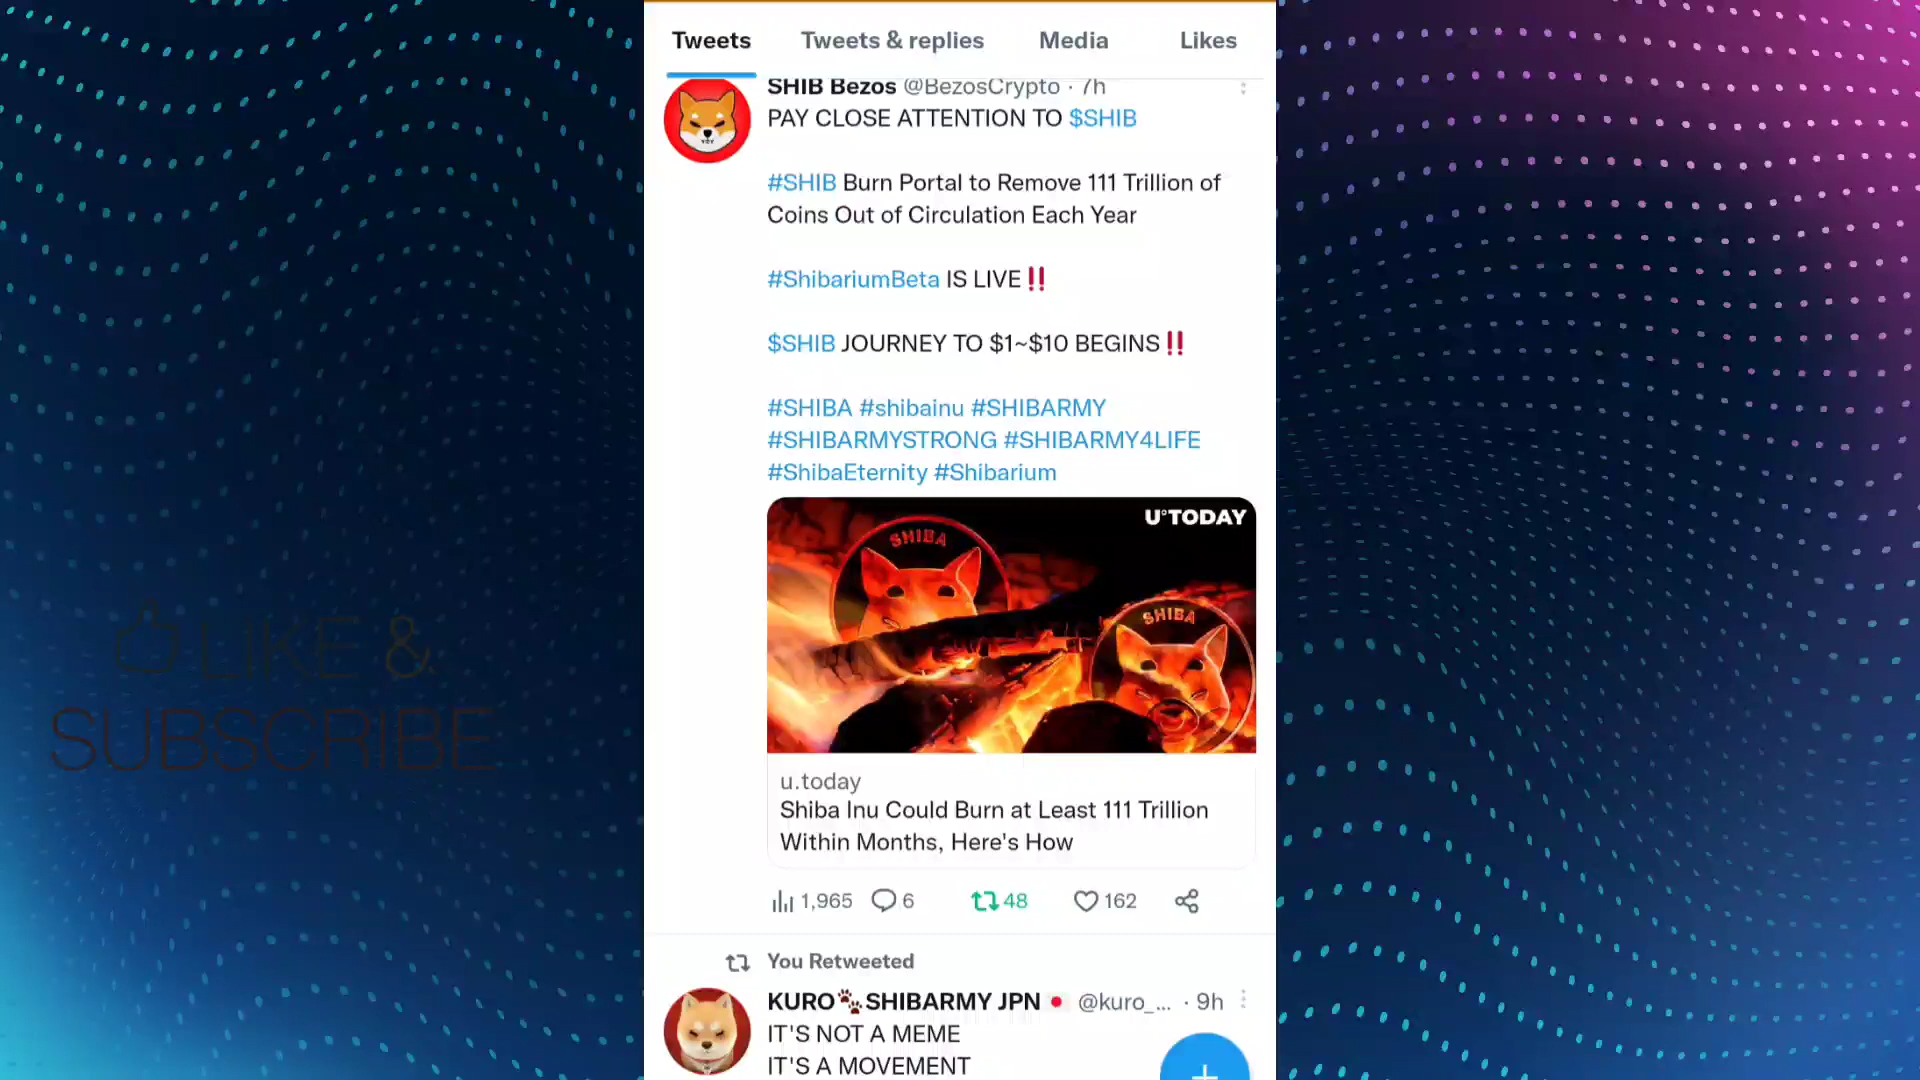 Tweets Tweets & replies Media Likes
SHIB Bezos @BezosCrypto · 7h
PAY CLOSE ATTENTION TO $SHIB
#SHIB Burn Portal to Remove 111 Trillion of
Coins Out of Circulation Each Year
#ShibariumBeta IS LIVE‼️
$SHIB JOURNEY TO $1~$10 BEGINS‼️
#SHIBA #shibainu #SHIBARMY
#SHIBARMYSTRONG #SHIBARMY4LIFE
#ShibaEternity #Shibarium
U°TODAY
SHIBA
SHIBA
u.today
Shiba Inu Could Burn at Least 111 Trillion
Within Months, Here's How
1,965 6 48 162
You Retweeted
KURO🐾SHIBARMY JPN @kuro_... · 9h
IT'S NOT A MEME
IT'S A MOVEMENT
LIKE &
SUBSCRIBE